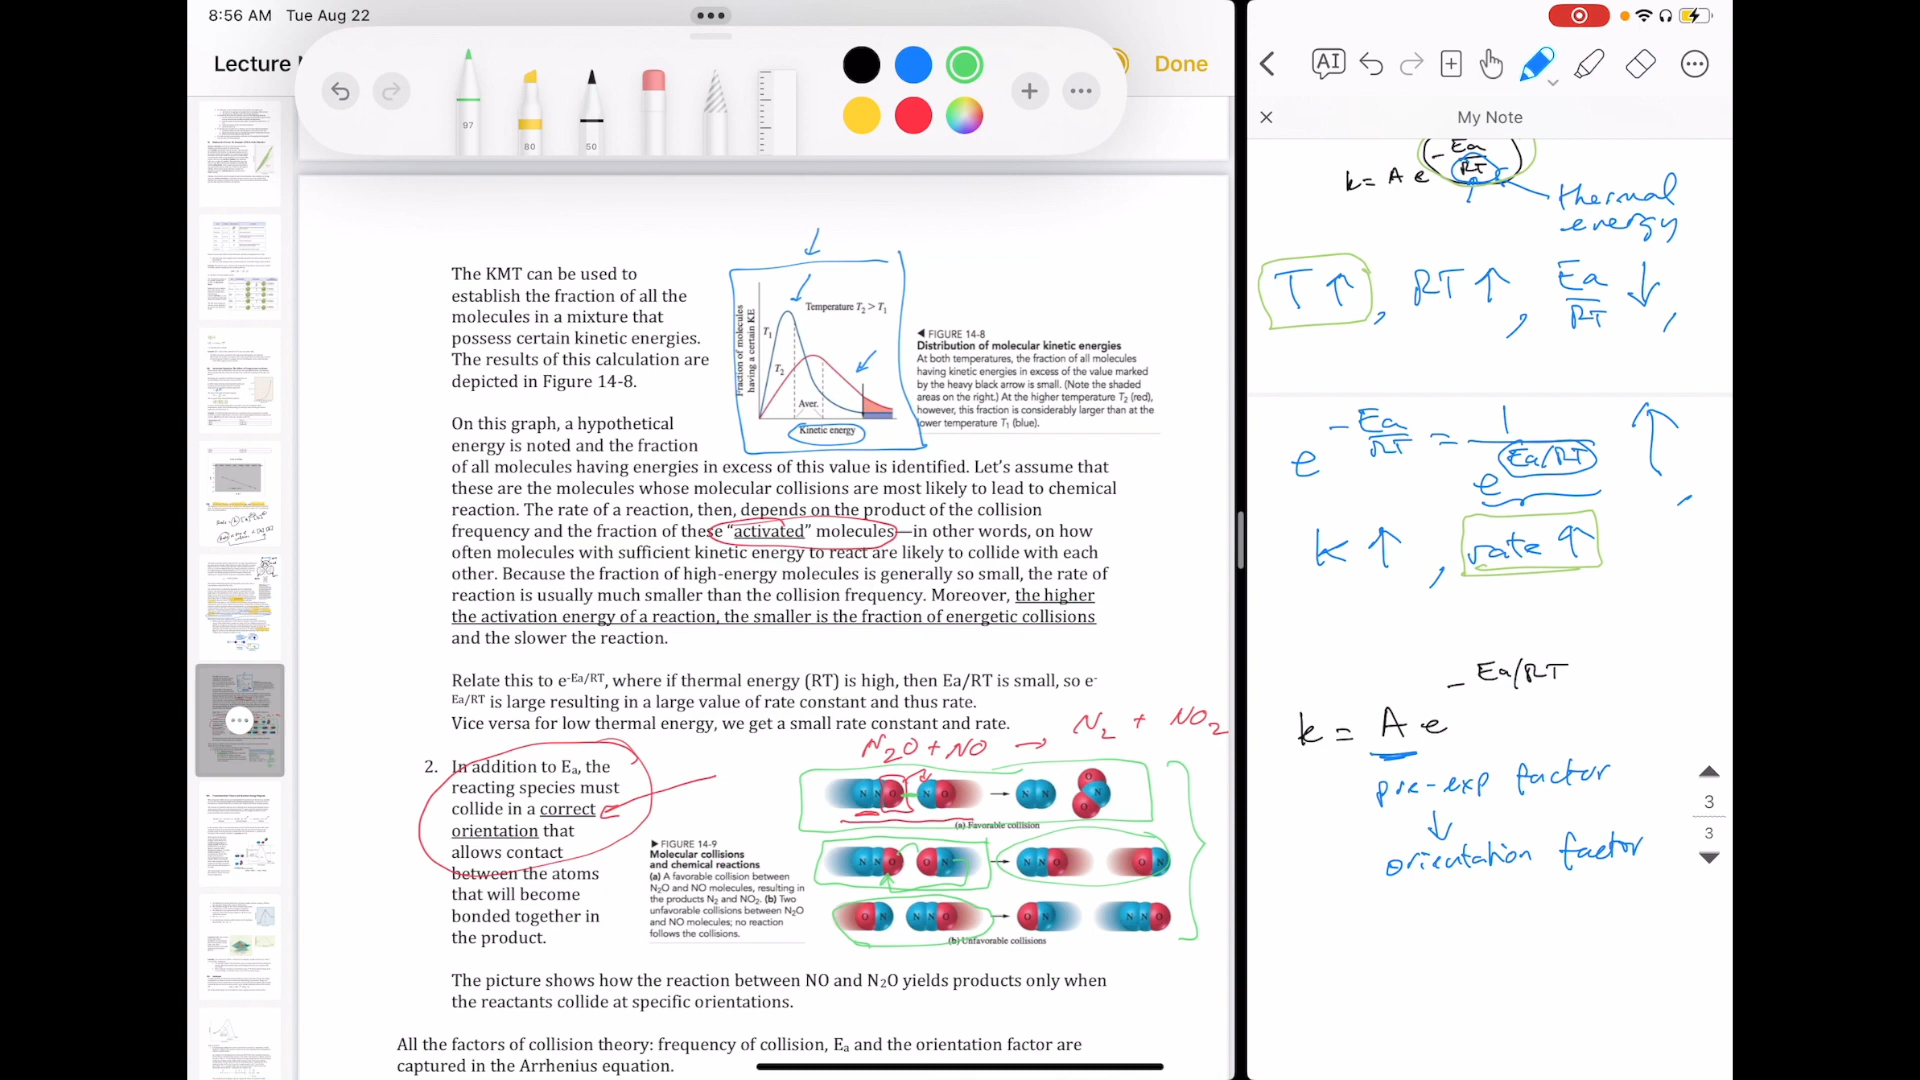 8:56 AM Tue Aug 22
Lecture
Done
97
80
50
The KMT can be used to
establish the fraction of all the
molecules in a mixture that
possess certain kinetic energies.
The results of this calculation are
depicted in Figure 14-8.
Fraction of molecules
having a certain KE
Temperature T₂ > T₁
T₁
T₂
Aver.
Kinetic energy
◀ FIGURE 14-8
Distribution of molecular kinetic energies
At both temperatures, the fraction of all molecules
having kinetic energies in excess of the value marked
by the heavy black arrow is small. (Note the shaded
areas on the right.) At the higher temperature T₂ (red),
however, this fraction is considerably larger than at the
lower temperature T₁ (blue).
On this graph, a hypothetical
energy is noted and the fraction
of all molecules having energies in excess of this value is identified. Let's assume that
these are the molecules whose molecular collisions are most likely to lead to chemical
reaction. The rate of a reaction, then, depends on the product of the collision
frequency and the fraction of these “activated” molecules—in other words, on how
often molecules with sufficient kinetic energy to react are likely to collide with each
other. Because the fraction of high-energy molecules is generally so small, the rate of
reaction is usually much smaller than the collision frequency. Moreover, the higher
the activation energy of a reaction, the smaller is the fraction of energetic collisions
and the slower the reaction.
Relate this to e-Ea/RT, where if thermal energy (RT) is high, then Ea/RT is small, so e-
Ea/RT is large resulting in a large value of rate constant and thus rate.
Vice versa for low thermal energy, we get a small rate constant and rate.
N₂O + NO → N₂ + NO₂
2. In addition to Eₐ, the
reacting species must
collide in a correct
orientation that
allows contact
between the atoms
that will become
bonded together in
the product.
▶ FIGURE 14-9
Molecular collisions
and chemical reactions
(a) A favorable collision between
N₂O and NO molecules, resulting in
the products N₂ and NO₂. (b) Two
unfavorable collisions between N₂O
and NO molecules; no reaction
follows the collisions.
N N O N O → N N O N O
(a) Favorable collision
N N O O N → N N O O N
O N N N O → O N N N O
(b) Unfavorable collisions
The picture shows how the reaction between NO and N₂O yields products only when
the reactants collide at specific orientations.
All the factors of collision theory: frequency of collision, Eₐ and the orientation factor are
captured in the Arrhenius equation.
AI
My Note
k = A e (-Ea/RT)
thermal
energy
T ↑, RT ↑, Ea/RT ↓,
e -Ea/RT = 1/e Ea/RT ↑,
k ↑, rate ↑
k = A e -Ea/RT
pre-exp factor
↓
orientation factor
3
3